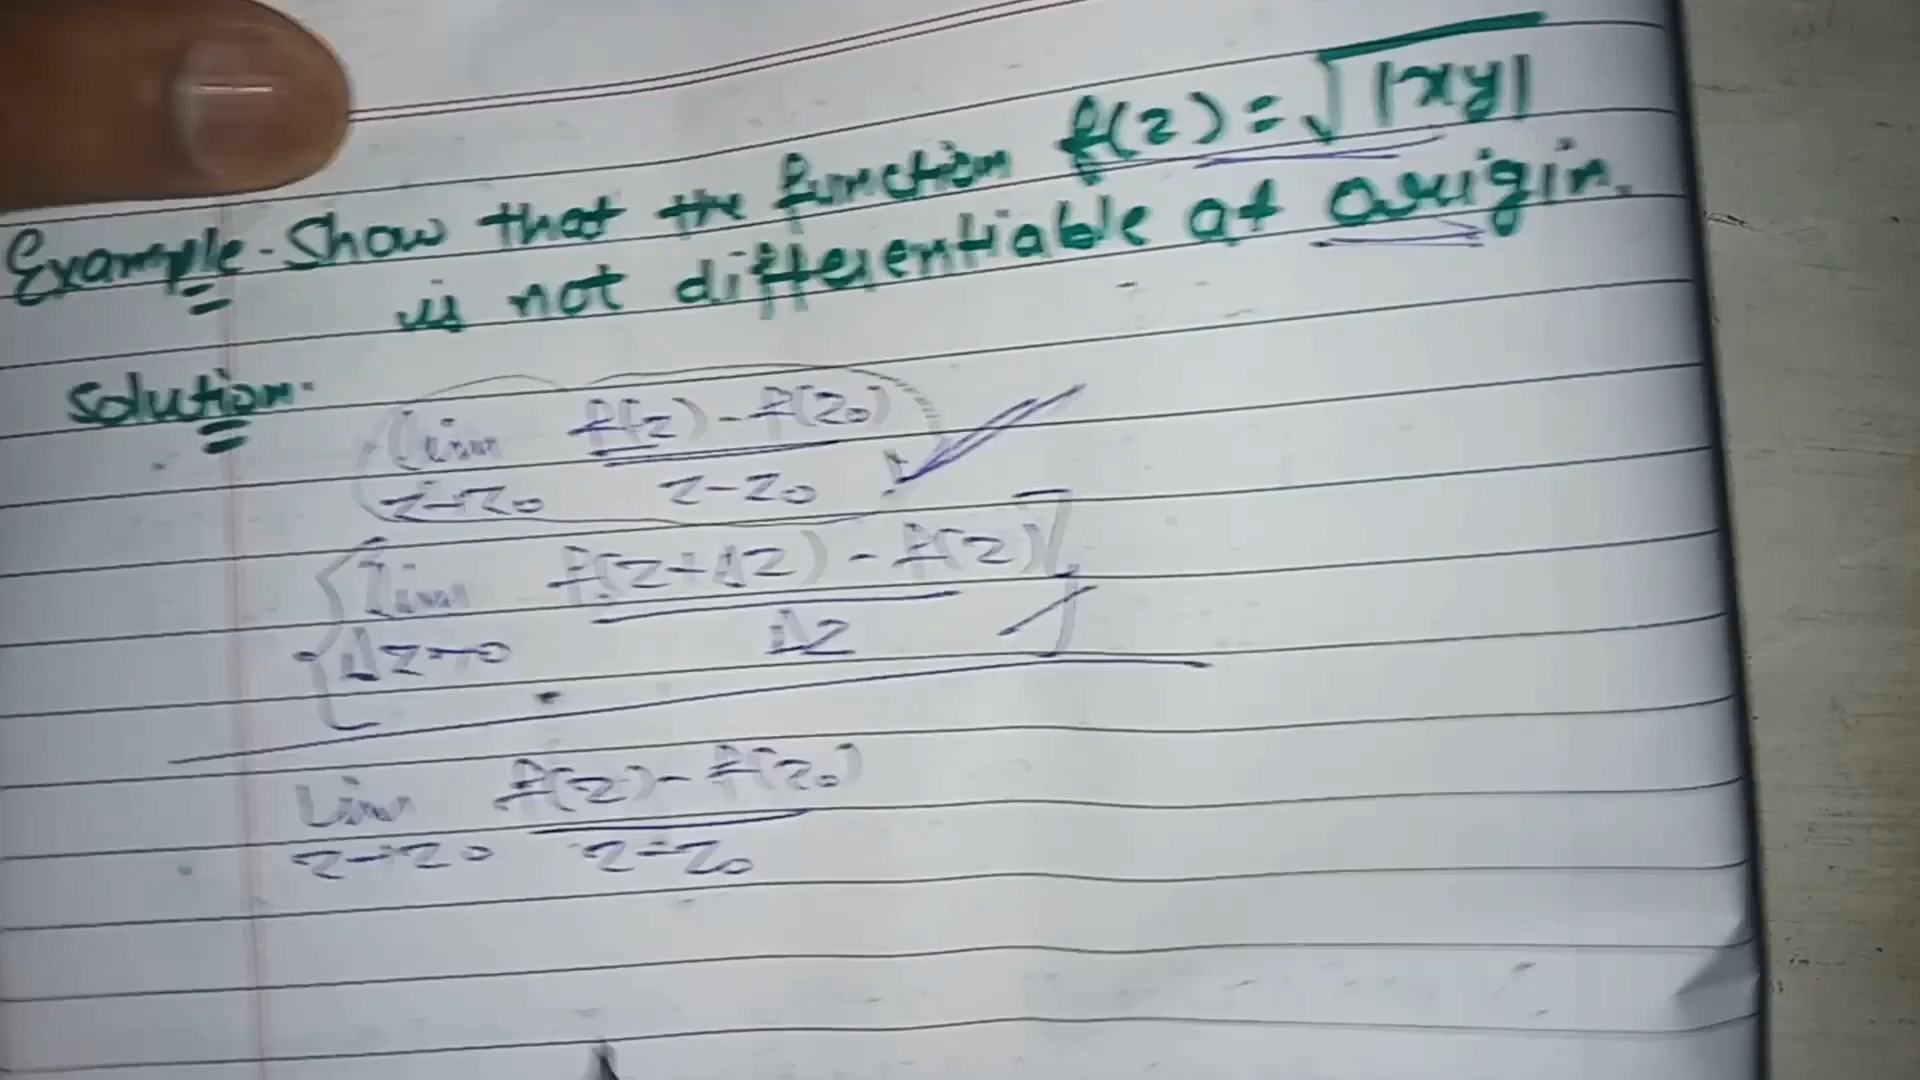 Example - Show that the function f(z) = √|xy|
is not differentiable at origin.
Solution.
lim f(z) - f(z0)
z→z0 z - z0
lim f(z+Δz) - f(z)
Δz→0 Δz
lim f(z) - f(z0)
z→z0 z - z0